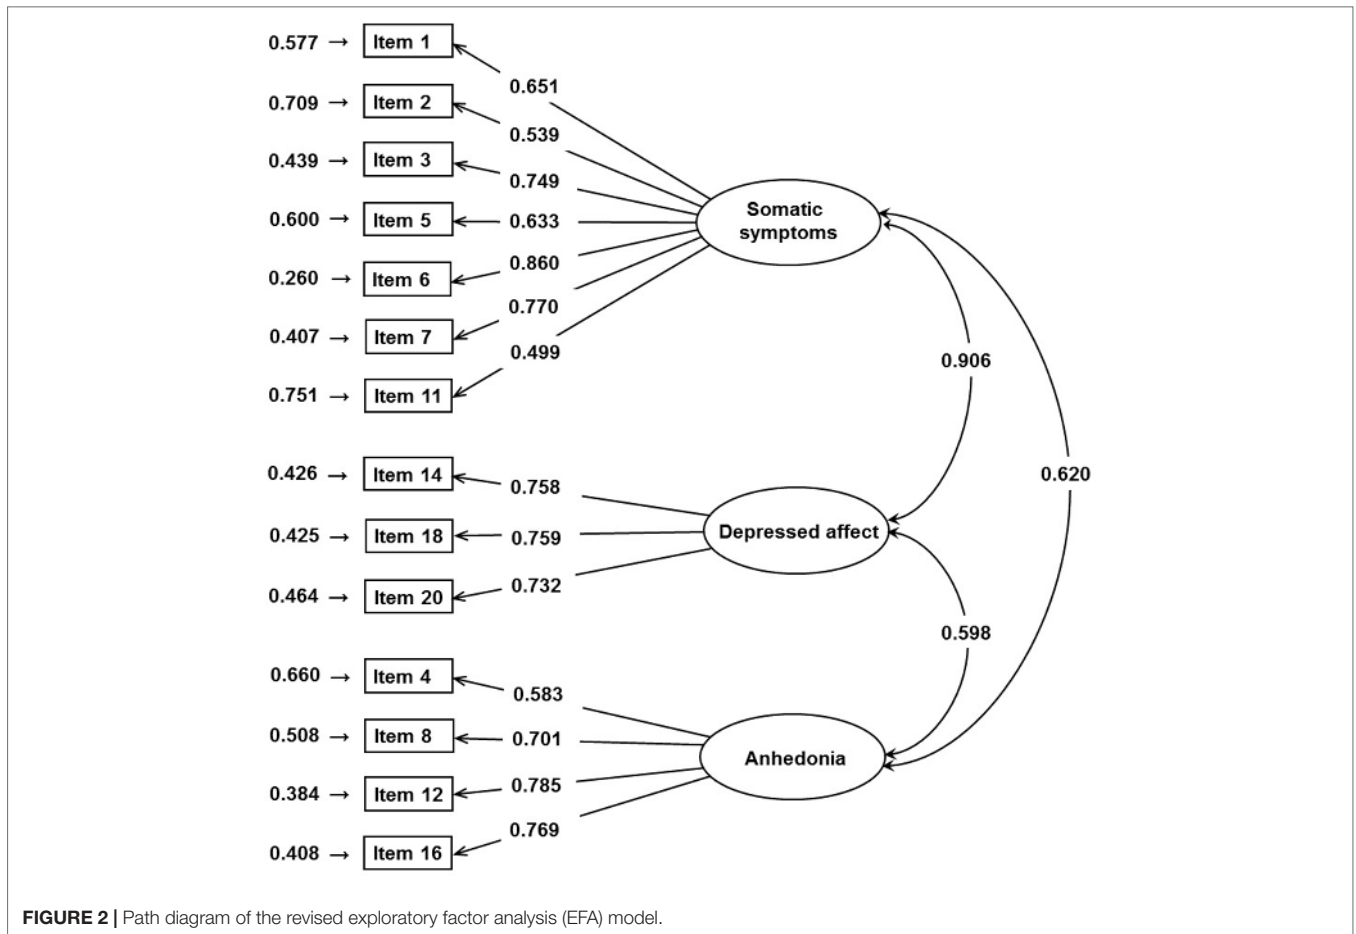 0.577 → Item 1
0.651
0.709 → Item 2
0.539
0.439 → Item 3
0.749
0.600 → Item 5
0.633
0.260 → Item 6
0.860
0.407 → Item 7
0.770
0.751 → Item 11
0.499
Somatic
symptoms
0.906
0.620
0.426 → Item 14
0.758
0.425 → Item 18
0.759
0.464 → Item 20
0.732
Depressed affect
0.598
0.660 → Item 4
0.583
0.508 → Item 8
0.701
0.384 → Item 12
0.785
0.408 → Item 16
0.769
Anhedonia
FIGURE 2 | Path diagram of the revised exploratory factor analysis (EFA) model.